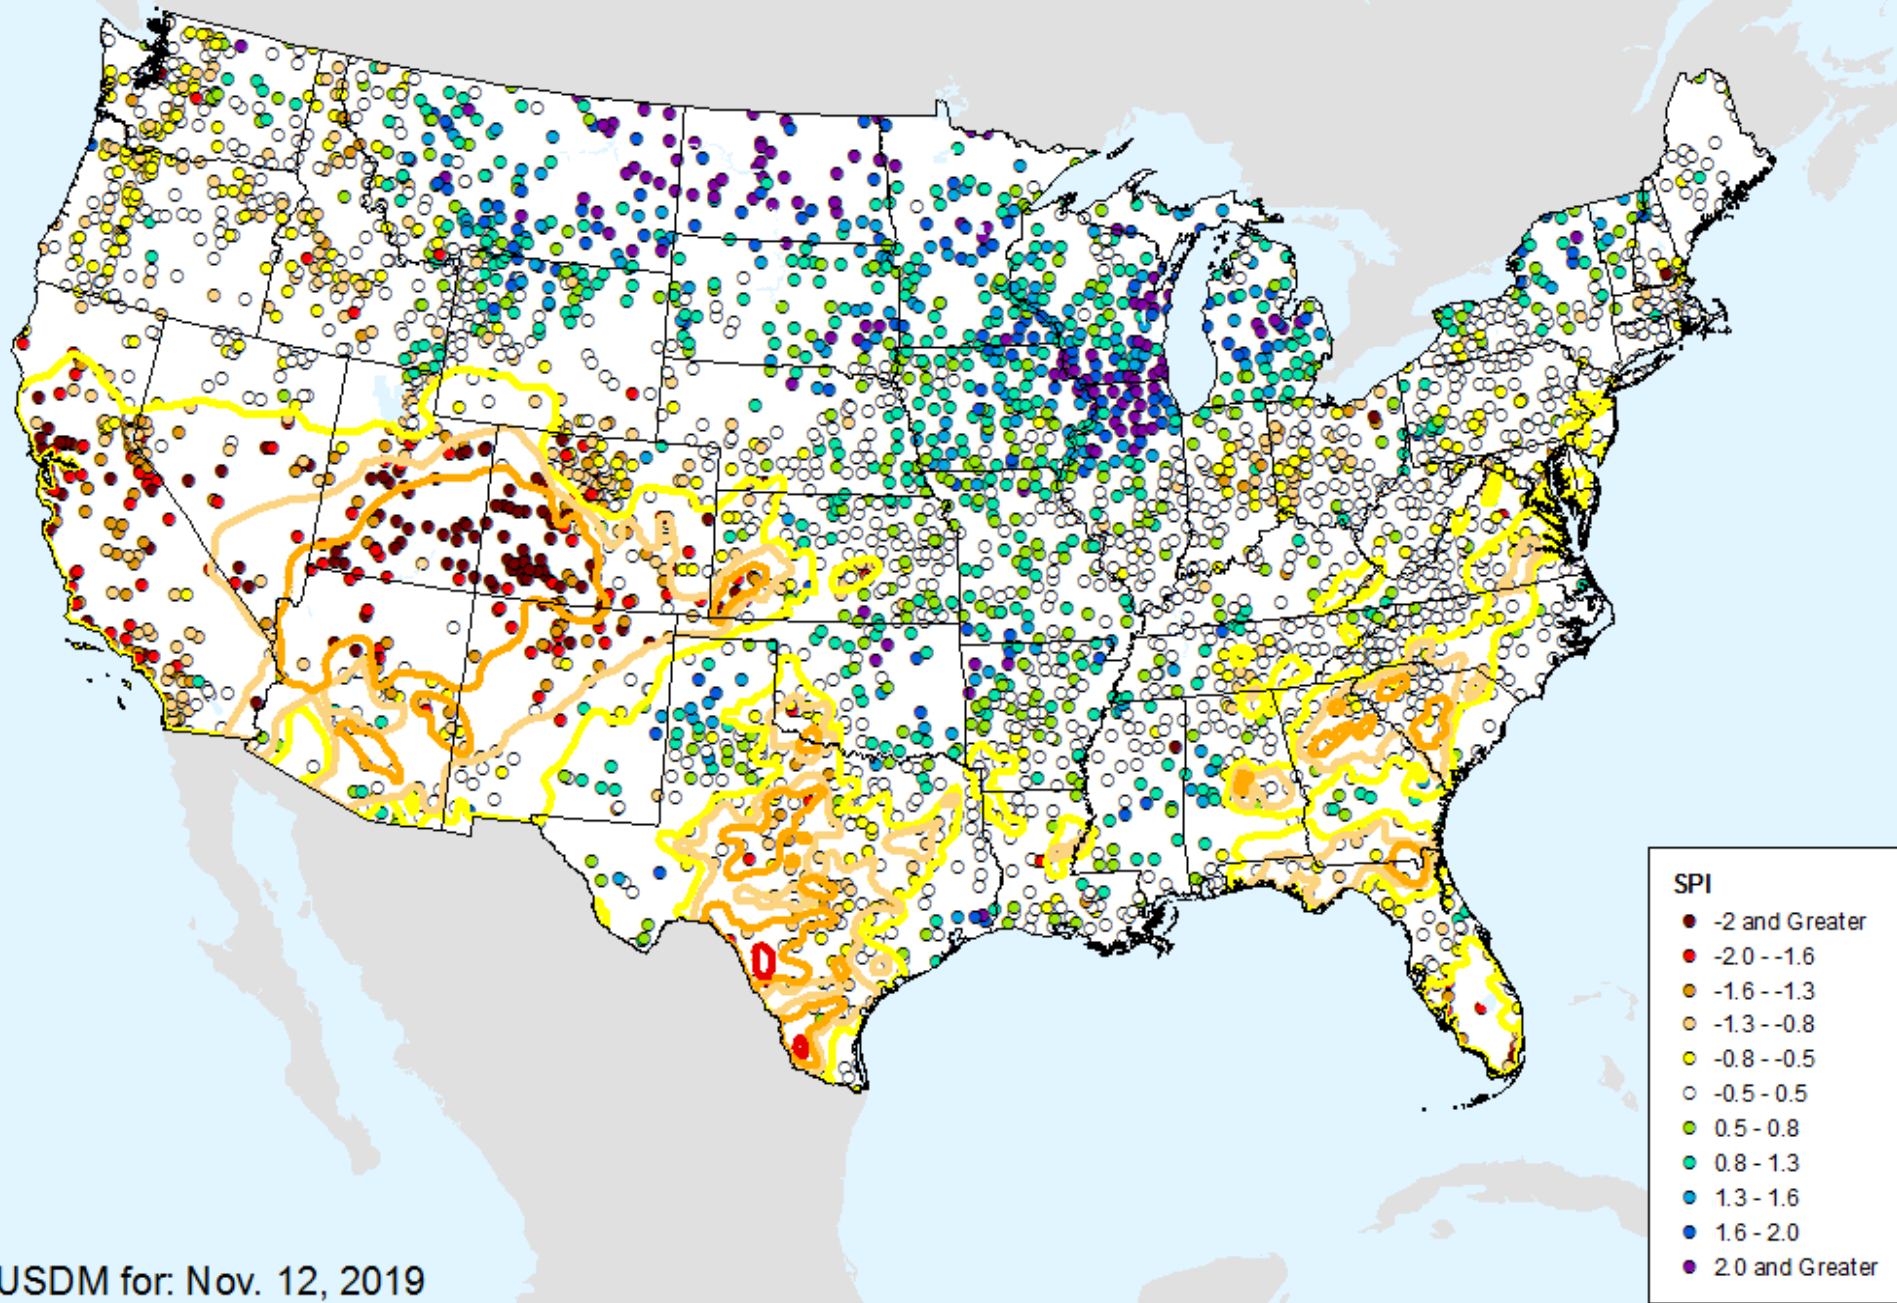 SPI
-2 and Greater
-2.0 - -1.6
-1.6 - -1.3
-1.3 - -0.8
-0.8 - -0.5
-0.5 - 0.5
0.5 - 0.8
0.8 - 1.3
1.3 - 1.6
1.6 - 2.0
2.0 and Greater
USDM for: Nov. 12, 2019